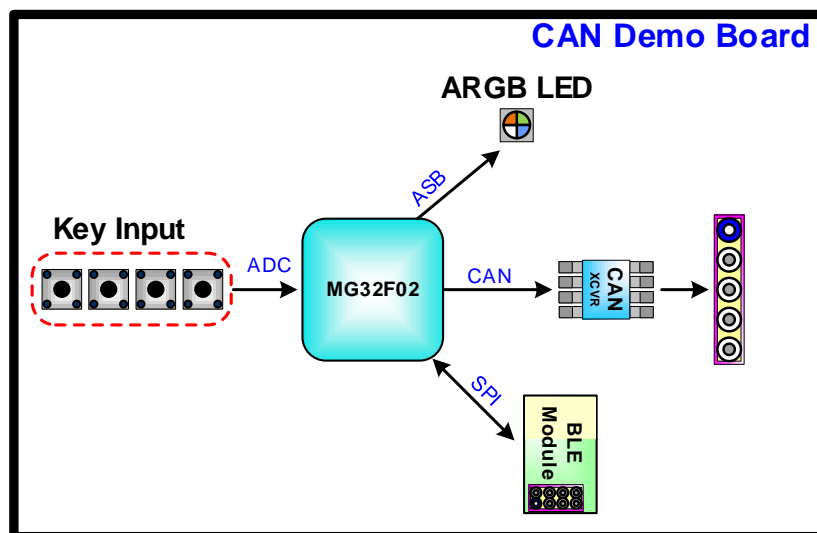 CAN Demo Board
ARGB LED
ASB
Key Input
ADC
MG32F02
CAN
CAN
XCVR
SPI
BLE
Module